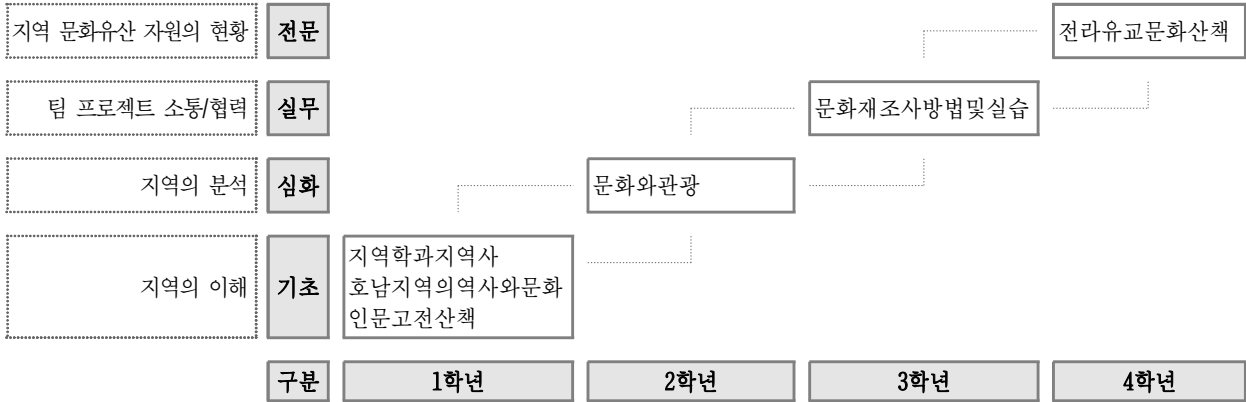 지역 문화유산 자원의 현황 전문 전라유교문화산책
팀 프로젝트 소통/협력 실무 문화재조사방법및실습
지역의 분석 심화 문화와관광
지역의 이해 기초
지역학과지역사
호남지역의역사와문화
인문고전산책
구분 1학년 2학년 3학년 4학년